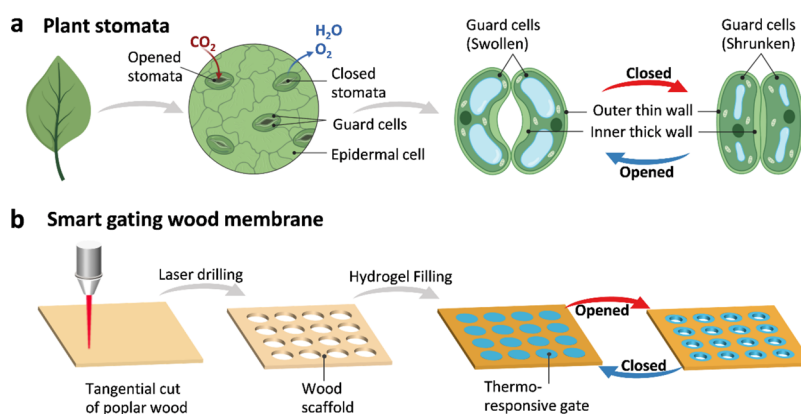 a Plant stomata
CO2
H2O
O2
Opened
stomata
Closed
stomata
Guard cells
Epidermal cell
Guard cells
(Swollen)
Closed
Guard cells
(Shrunken)
Outer thin wall
Inner thick wall
Opened
b Smart gating wood membrane
Laser drilling
Hydrogel Filling
Opened
Closed
Tangential cut
of poplar wood
Wood
scaffold
Thermo-
responsive gate